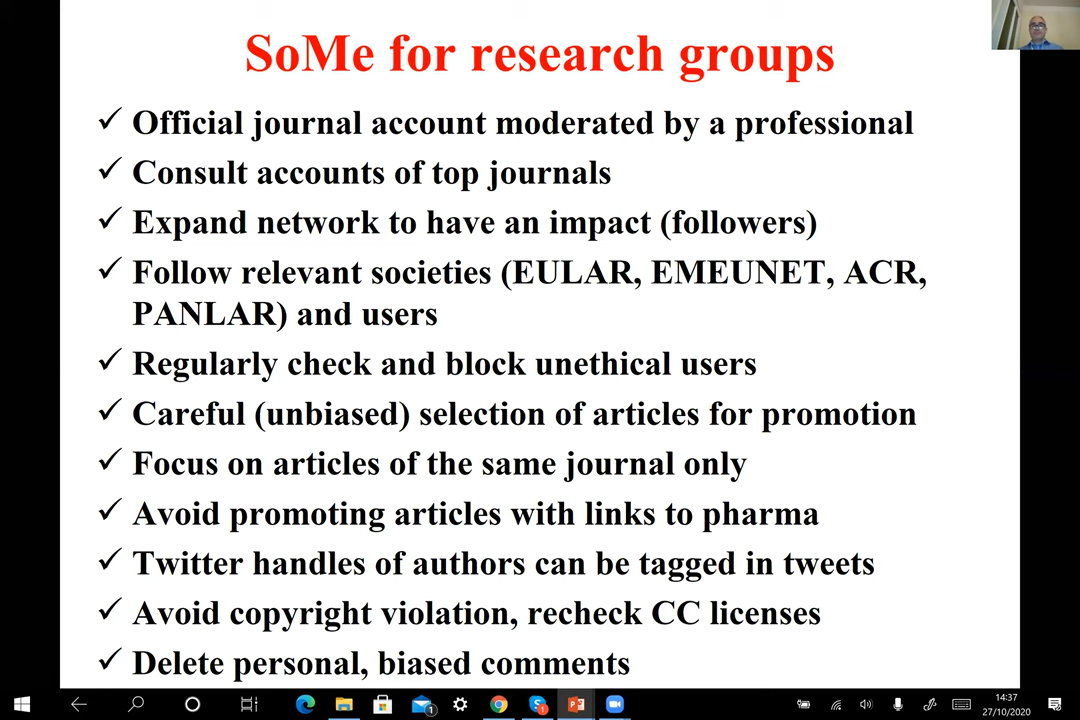 SoMe for research groups
✓ Official journal account moderated by a professional
✓ Consult accounts of top journals
✓ Expand network to have an impact (followers)
✓ Follow relevant societies (EULAR, EMEUNET, ACR,
PANLAR) and users
✓ Regularly check and block unethical users
✓ Careful (unbiased) selection of articles for promotion
✓ Focus on articles of the same journal only
✓ Avoid promoting articles with links to pharma
✓ Twitter handles of authors can be tagged in tweets
✓ Avoid copyright violation, recheck CC licenses
✓ Delete personal, biased comments
14:37
27/10/2020